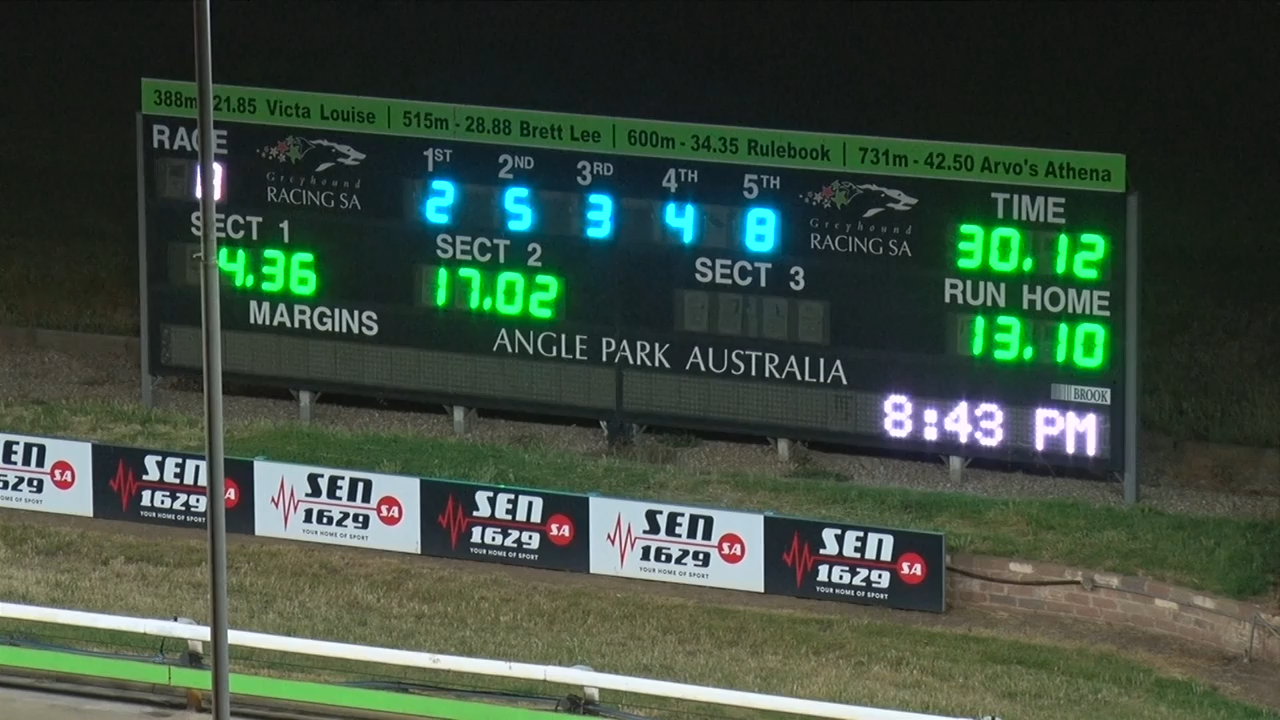 388m - 21.85 Victa Louise | 515m - 28.88 Brett Lee | 600m - 34.35 Rulebook | 731m - 42.50 Arvo's Athena
RACE
Greyhound
RACING SA
1ST 2ND 3RD 4TH 5TH
2 5 3 4 8
Greyhound
RACING SA
TIME
30.12
SECT 1
4.36
SECT 2
17.02
SECT 3
RUN HOME
13.10
MARGINS
ANGLE PARK AUSTRALIA
BROOK
8:43 PM
EN
629 SA
HOME OF SPORT
SEN
1629 SA
YOUR HOME OF SPORT
SEN
1629 SA
YOUR HOME OF SPORT
SEN
1629 SA
YOUR HOME OF SPORT
SEN
1629 SA
YOUR HOME OF SPORT
SEN
1629 SA
YOUR HOME OF SPORT